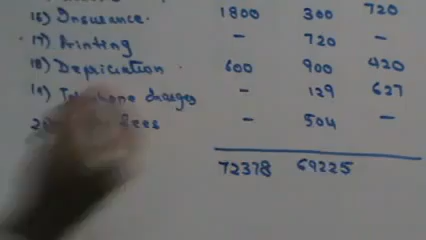 16) Insurance. 1800 300 720
17) Printing - 720 -
18) Depriciation. 600 900 420
19) Telephone charges - 129 627
Fees - 504 -
72378 69225